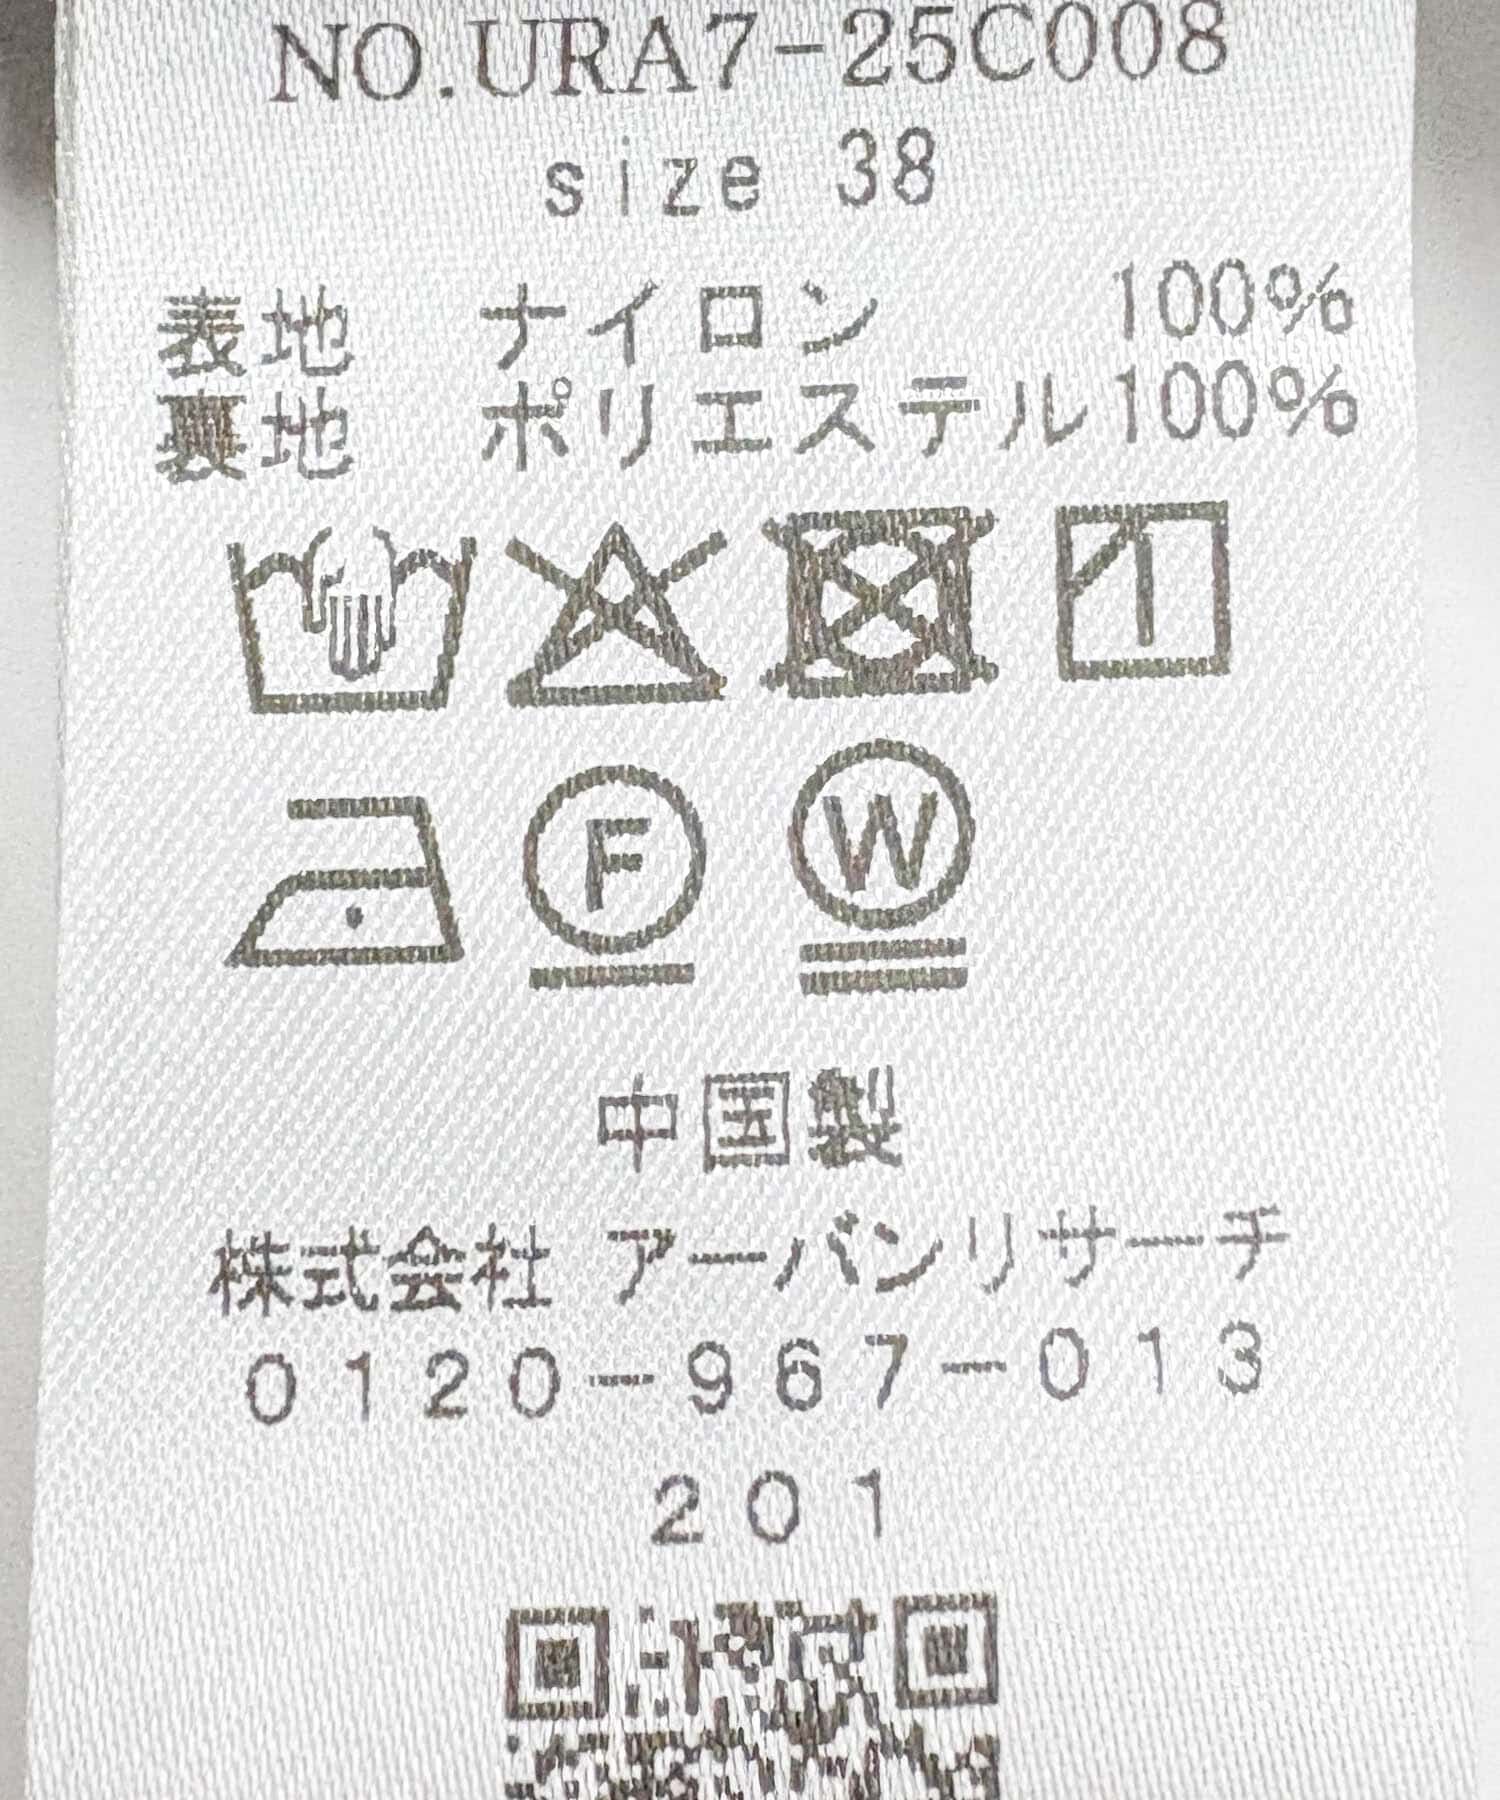 NO.URA7-25C008
size 38
表地 ナイロン 100%
裏地 ポリエステル100%
F W
中国製
株式会社 アーバンリサーチ
0120-967-013
201